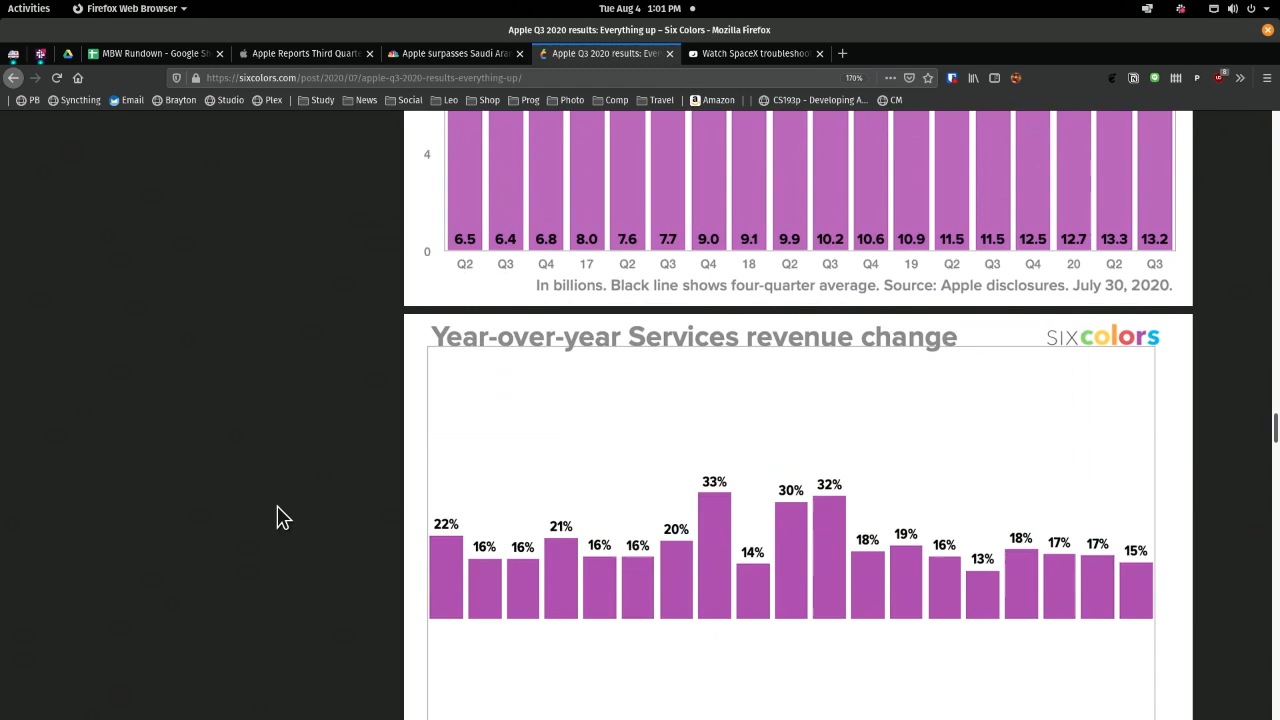 Activities Firefox Web Browser Tue Aug 4 1:01 PM
Apple Q3 2020 results: Everything up – Six Colors - Mozilla Firefox
MBW Rundown - Google Sh Apple Reports Third Quarte Apple surpasses Saudi Aran Apple Q3 2020 results: Ever Watch SpaceX troubleshoot
https://sixcolors.com/post/2020/07/apple-q3-2020-results-everything-up/ 170% 8
PB Syncthing Email Brayton Studio Plex Study News Social Leo Shop Prog Photo Comp Travel Amazon CS193p - Developing A... CM
4
6.5 6.4 6.8 8.0 7.6 7.7 9.0 9.1 9.9 10.2 10.6 10.9 11.5 11.5 12.5 12.7 13.3 13.2
0
Q2 Q3 Q4 17 Q2 Q3 Q4 18 Q2 Q3 Q4 19 Q2 Q3 Q4 20 Q2 Q3
In billions. Black line shows four-quarter average. Source: Apple disclosures. July 30, 2020.
Year-over-year Services revenue change sixcolors
22% 16% 16% 21% 16% 16% 20% 33% 14% 30% 32% 18% 19% 16% 13% 18% 17% 17% 15%